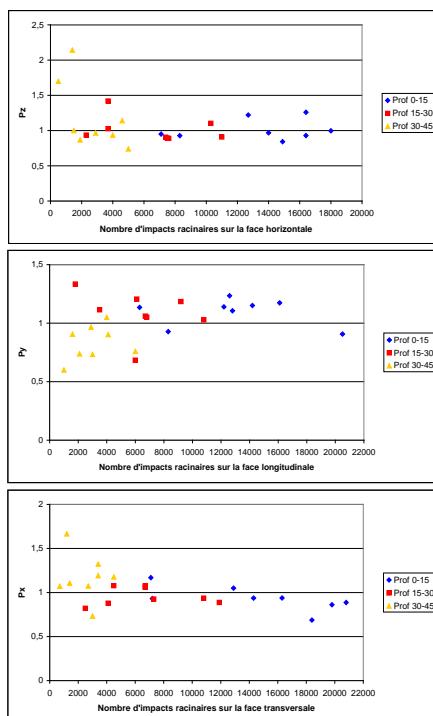 2,5
2
1,5
1
0,5
0
Pz
0 2000 4000 6000 8000 10000 12000 14000 16000 18000 20000
Nombre d'impacts racinaires sur la face horizontale
Prof 0-15
Prof 15-30
Prof 30-45
1,5
1
0,5
0
Py
0 2000 4000 6000 8000 10000 12000 14000 16000 18000 20000 22000
Nombre d'impacts racinaires sur la face longitudinale
Prof 0-15
Prof 15-30
Prof 30-45
2
1,5
1
0,5
0
Px
0 2000 4000 6000 8000 10000 12000 14000 16000 18000 20000 22000
Nombre d'impacts racinaires sur la face transversale
Prof 0-15
Prof 15-30
Prof 30-45